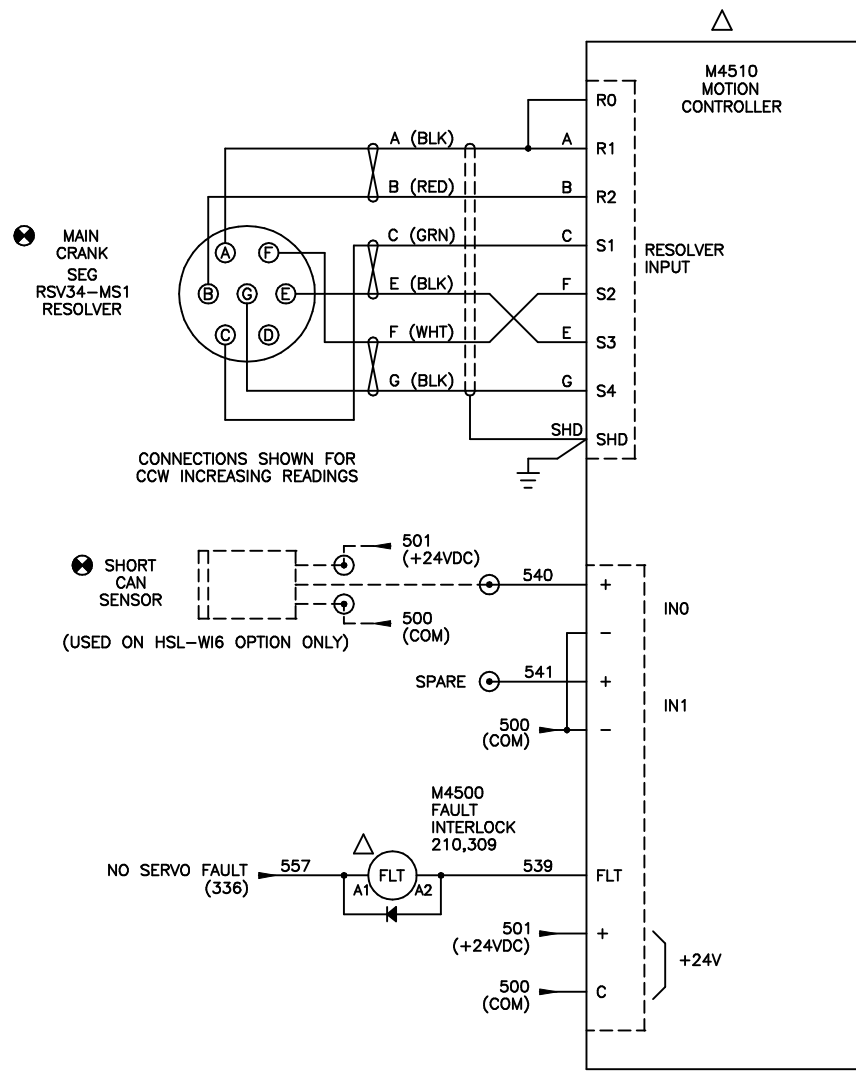 M4510
MOTION
CONTROLLER
R0
A (BLK) A R1
B (RED) B R2
C (GRN) C S1
MAIN
CRANK
SEG
RSV34-MS1
RESOLVER
A F
B G E
C D
RESOLVER
INPUT
E (BLK) F S2
F (WHT) E S3
G (BLK) G S4
SHD SHD
CONNECTIONS SHOWN FOR
CCW INCREASING READINGS
501
(+24VDC)
SHORT
CAN
SENSOR
540 +
IN0
500
(COM)
-
(USED ON HSL-WI6 OPTION ONLY)
SPARE 541 +
IN1
500
(COM)
-
M4500
FAULT
INTERLOCK
210,309
NO SERVO FAULT
(336)
557 FLT 539 FLT
A1 A2
501
(+24VDC)
+
+24V
500
(COM)
C